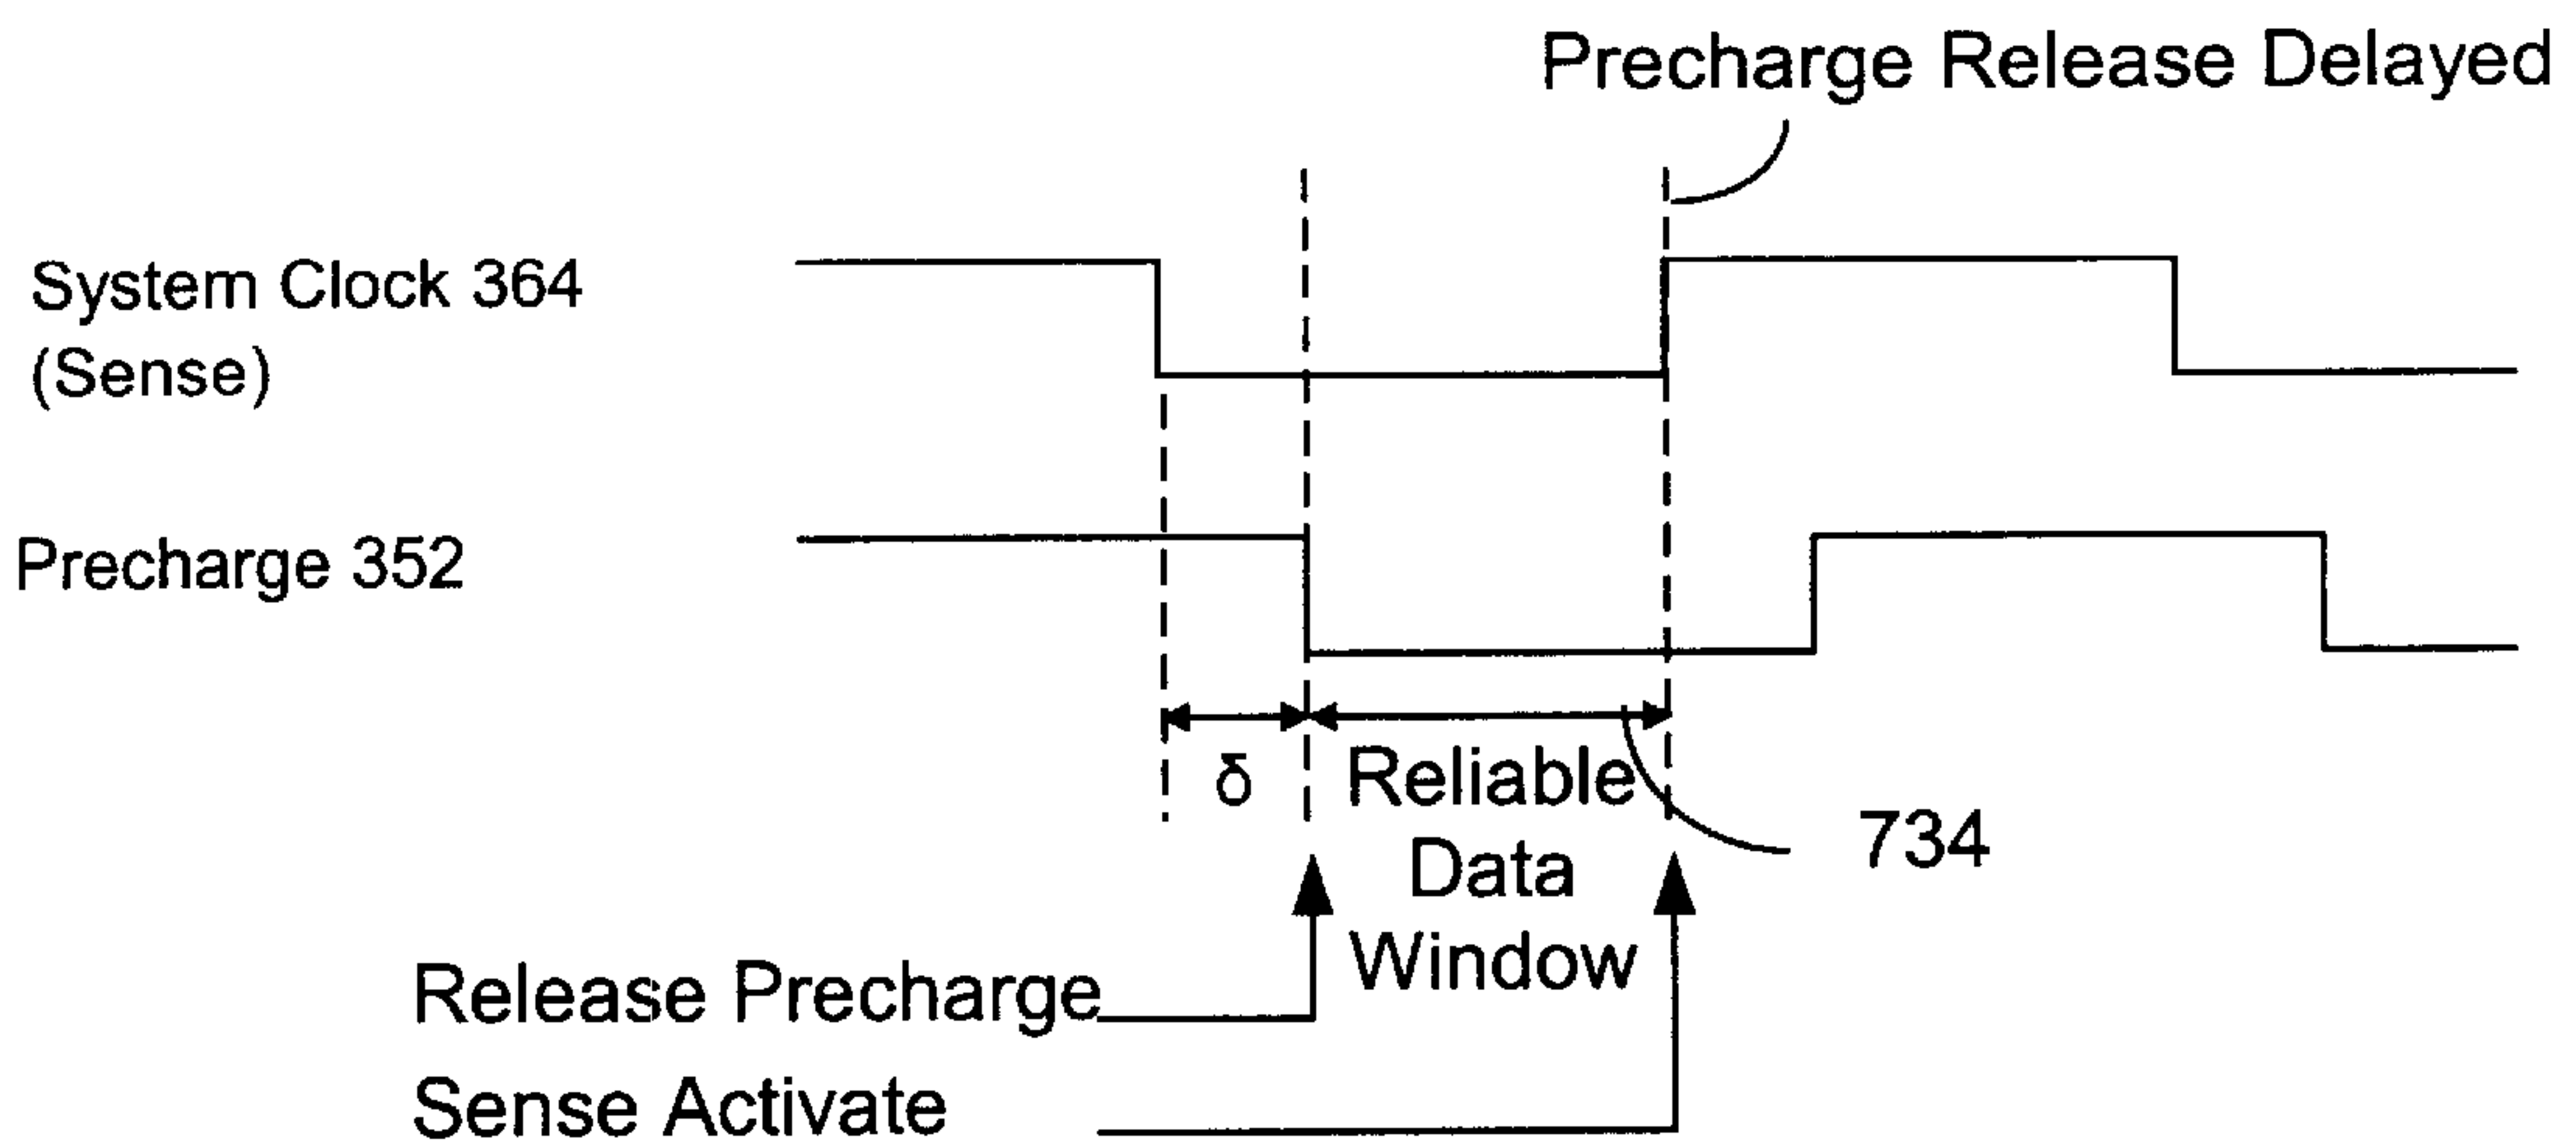 Precharge Release Delayed
System Clock 364
(Sense)
Precharge 352
δ
Reliable
Data
Window
734
Release Precharge
Sense Activate